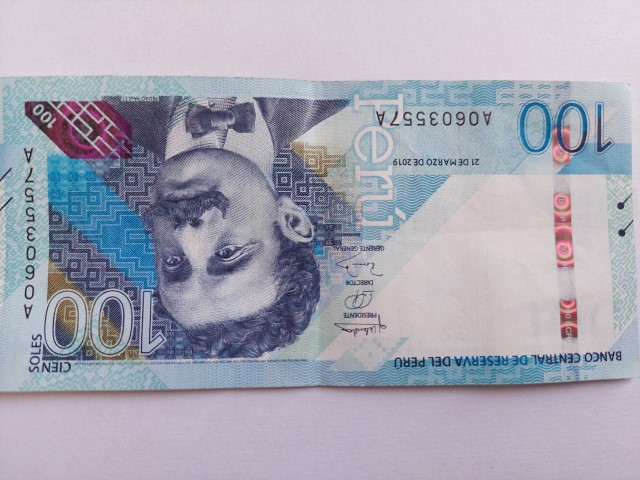 BANCO CENTRAL DE RESERVA DEL PERÚ
CIEN
SOLES
100
PRESIDENTE
DIRECTOR
GERENTE GENERAL
21 DE MARZO DE 2019
Perú
100
A0603557A
A0603557A
100